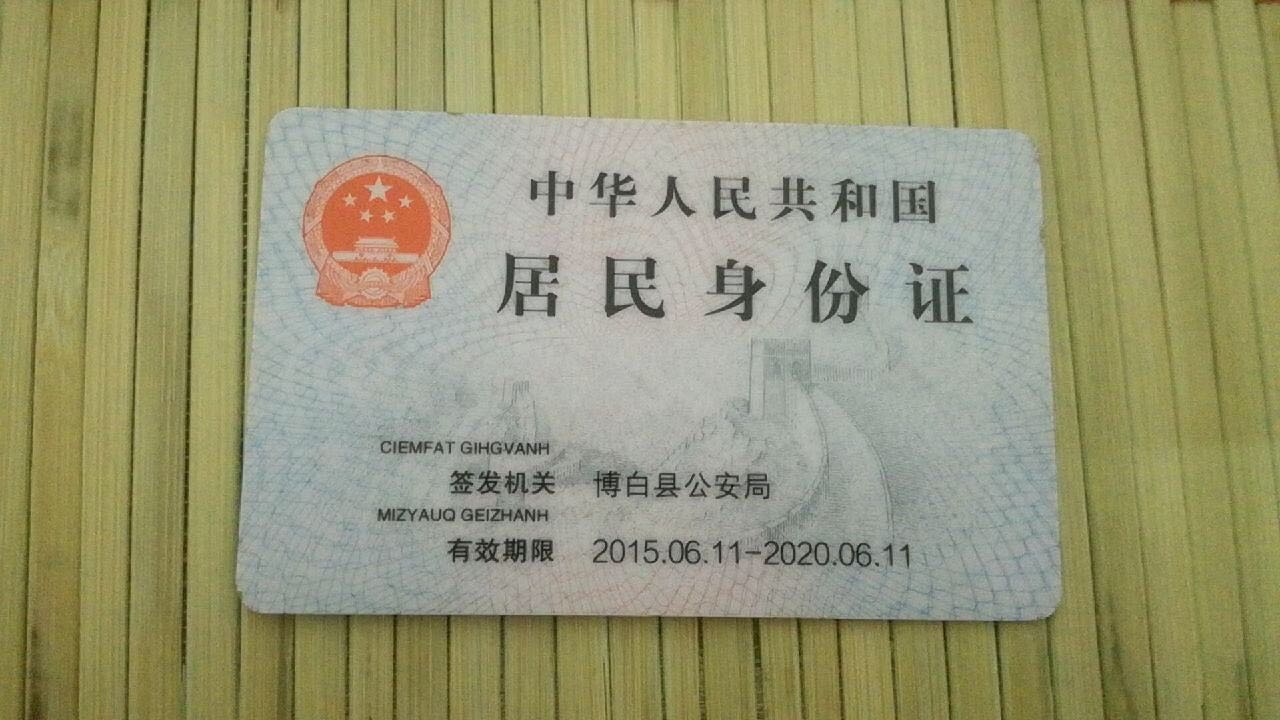 中华人民共和国
居民身份证
CIEMFAT GIHGVANH
签发机关 博白县公安局
MIZYAUQ GEIZHANH
有效期限 2015.06.11-2020.06.11